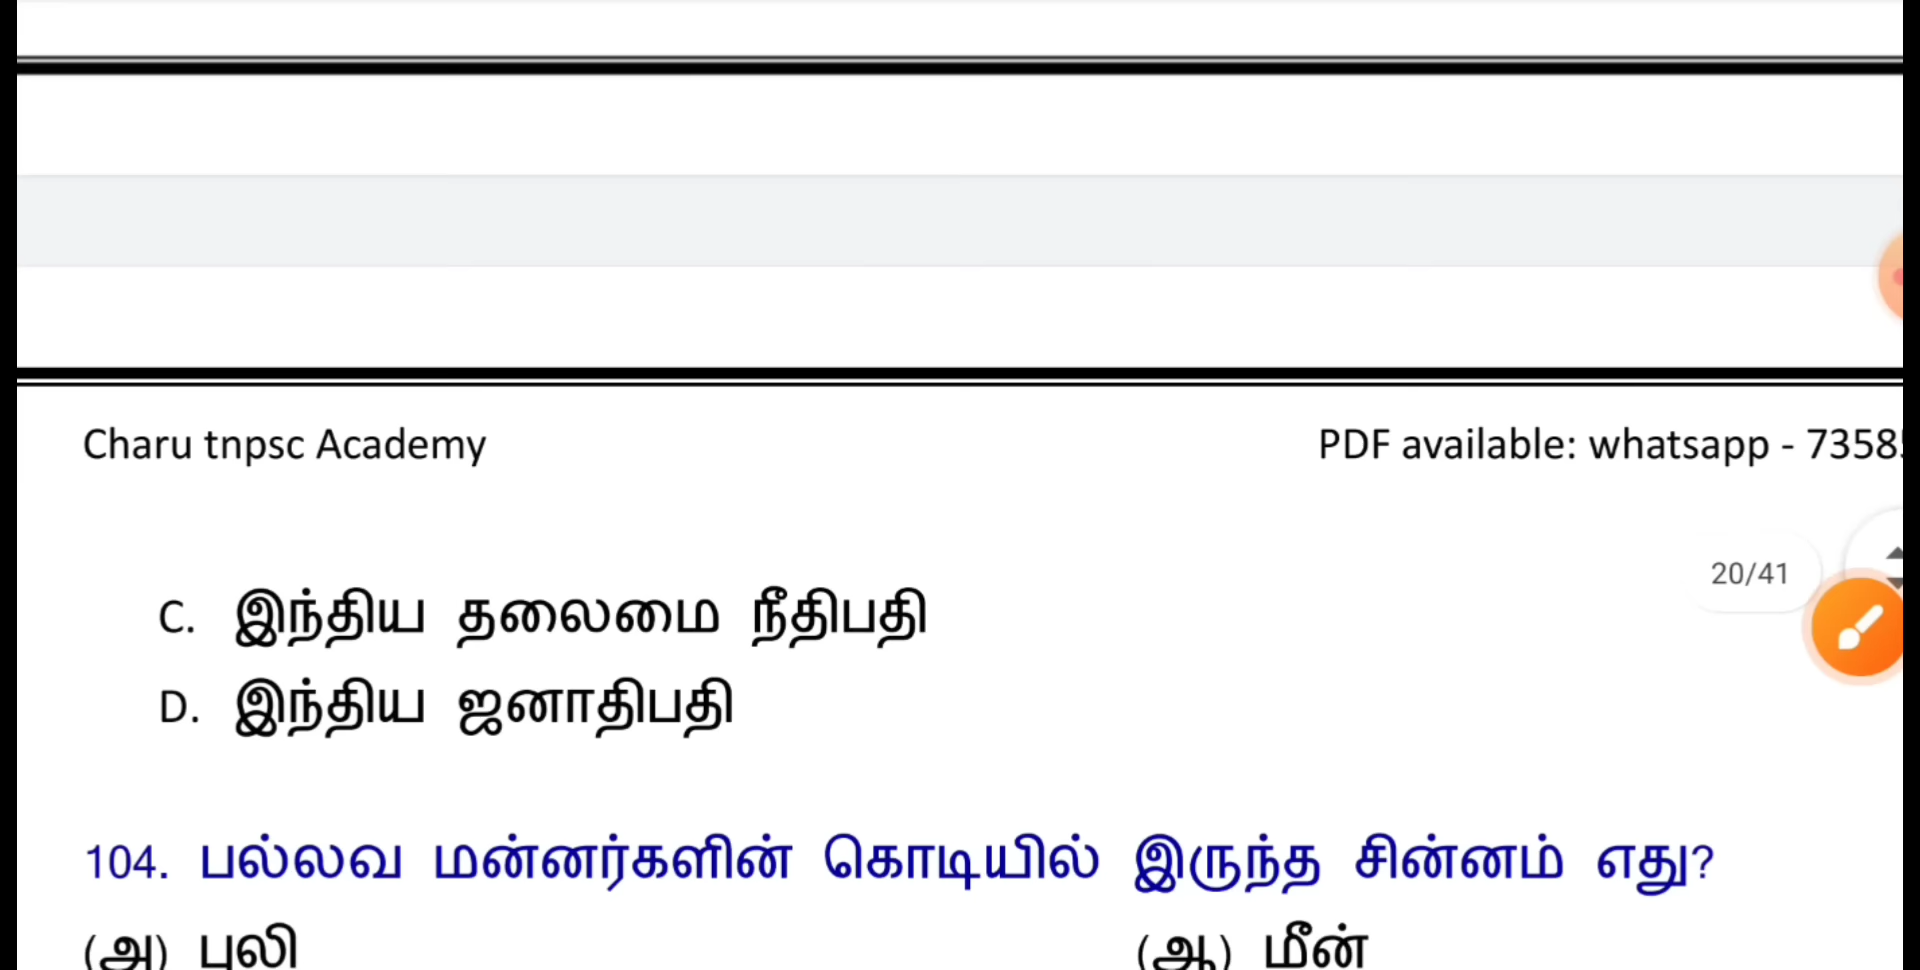 Charu tnpsc Academy
PDF available: whatsapp - 7358
20/41
C. இந்திய தலைமை நீதிபதி
D. இந்திய ஜனாதிபதி
104. பல்லவ மன்னர்களின் கொடியில் இருந்த சின்னம் எது?
(அ) புலி (ஆ) மீன்